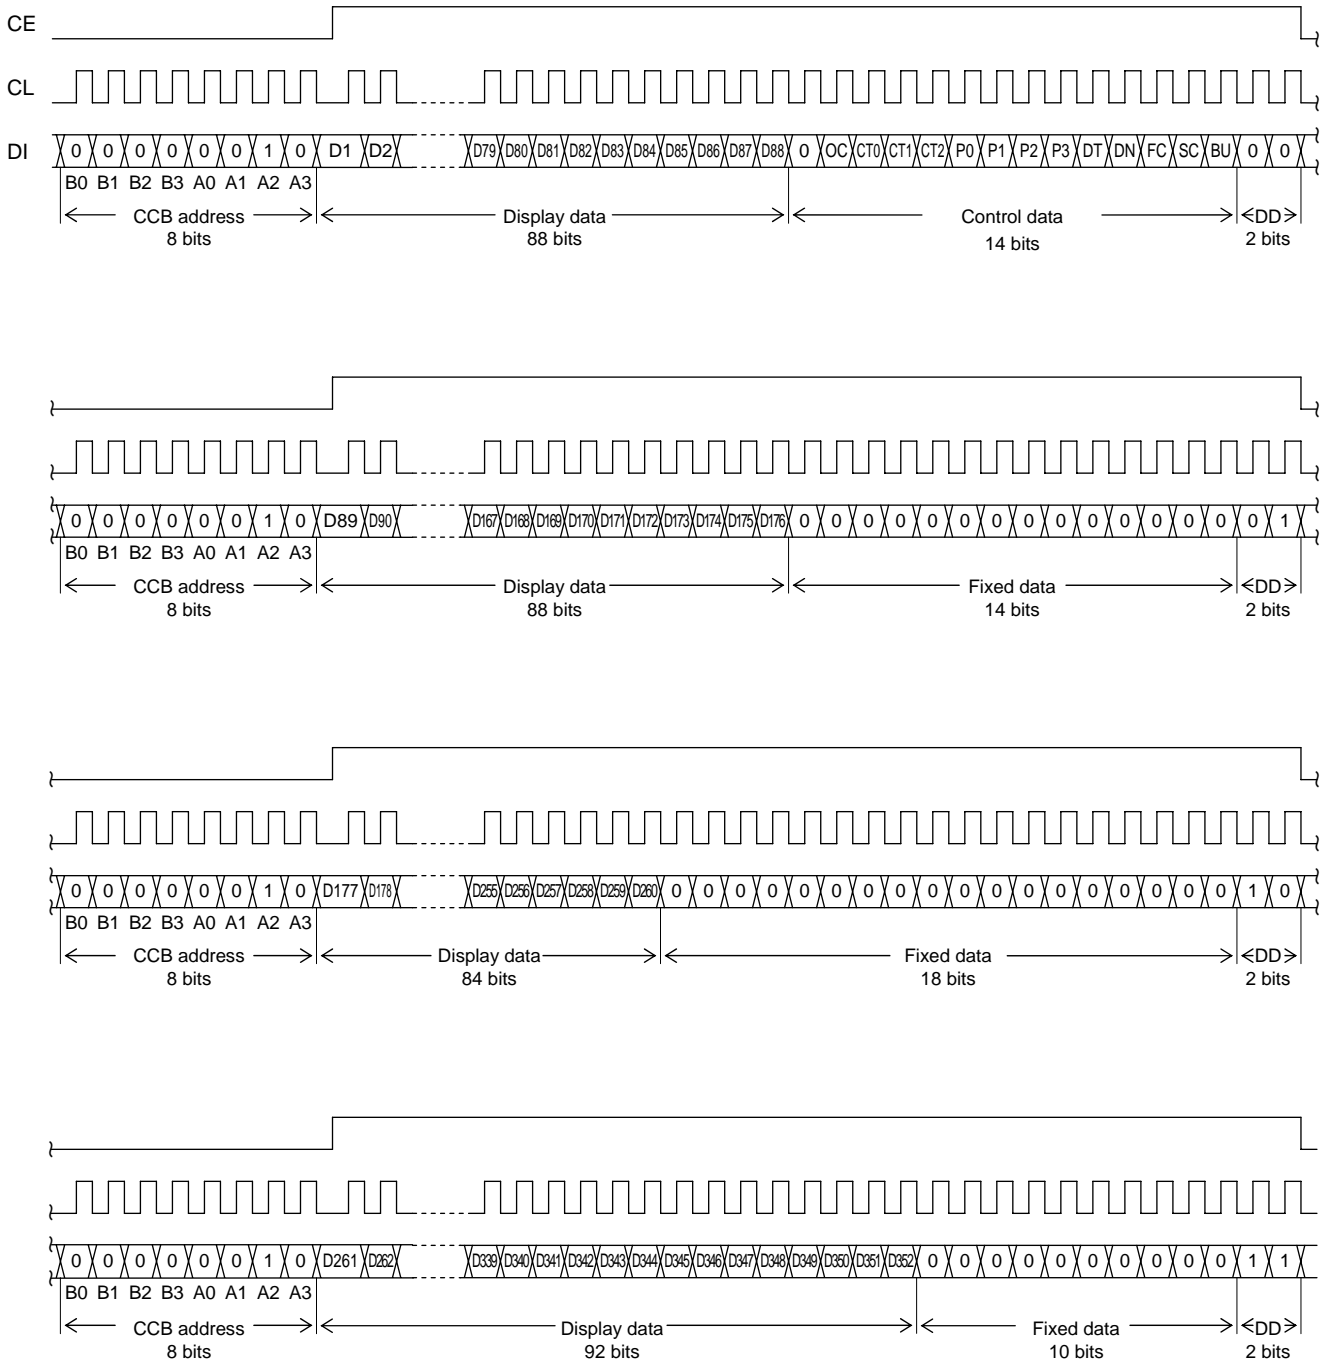 CE
CL
DI 0 0 0 0 0 0 1 0 D1 D2 D79 D80 D81 D82 D83 D84 D85 D86 D87 D88 0 OC CT0 CT1 CT2 P0 P1 P2 P3 DT DN FC SC BU 0 0
B0 B1 B2 B3 A0 A1 A2 A3
CCB address Display data Control data DD
8 bits 88 bits 14 bits 2 bits
0 0 0 0 0 0 1 0 D89 D90 D167 D168 D169 D170 D171 D172 D173 D174 D175 D176 0 0 0 0 0 0 0 0 0 0 0 0 0 0 0 1
B0 B1 B2 B3 A0 A1 A2 A3
CCB address Display data Fixed data DD
8 bits 88 bits 14 bits 2 bits
0 0 0 0 0 0 1 0 D177 D178 D255 D256 D257 D258 D259 D260 0 0 0 0 0 0 0 0 0 0 0 0 0 0 0 0 0 0 1 0
B0 B1 B2 B3 A0 A1 A2 A3
CCB address Display data Fixed data DD
8 bits 84 bits 18 bits 2 bits
0 0 0 0 0 0 1 0 D261 D262 D339 D340 D341 D342 D343 D344 D345 D346 D347 D348 D349 D350 D351 D352 0 0 0 0 0 0 0 0 0 0 1 1
B0 B1 B2 B3 A0 A1 A2 A3
CCB address Display data Fixed data DD
8 bits 92 bits 10 bits 2 bits